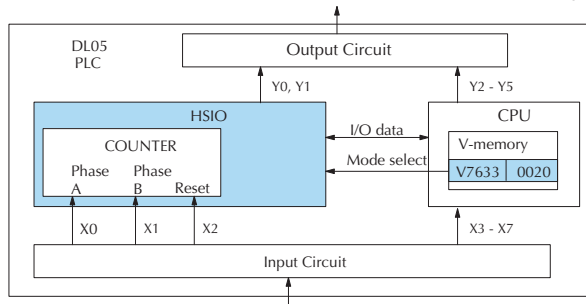 DL05
PLC
Output Circuit
Y0, Y1
Y2 - Y5
HSIO
CPU
COUNTER
I/O data
V-memory
Phase
A
Phase
B
Reset
Mode select
V7633 0020
X0
X1
X2
X3 - X7
Input Circuit